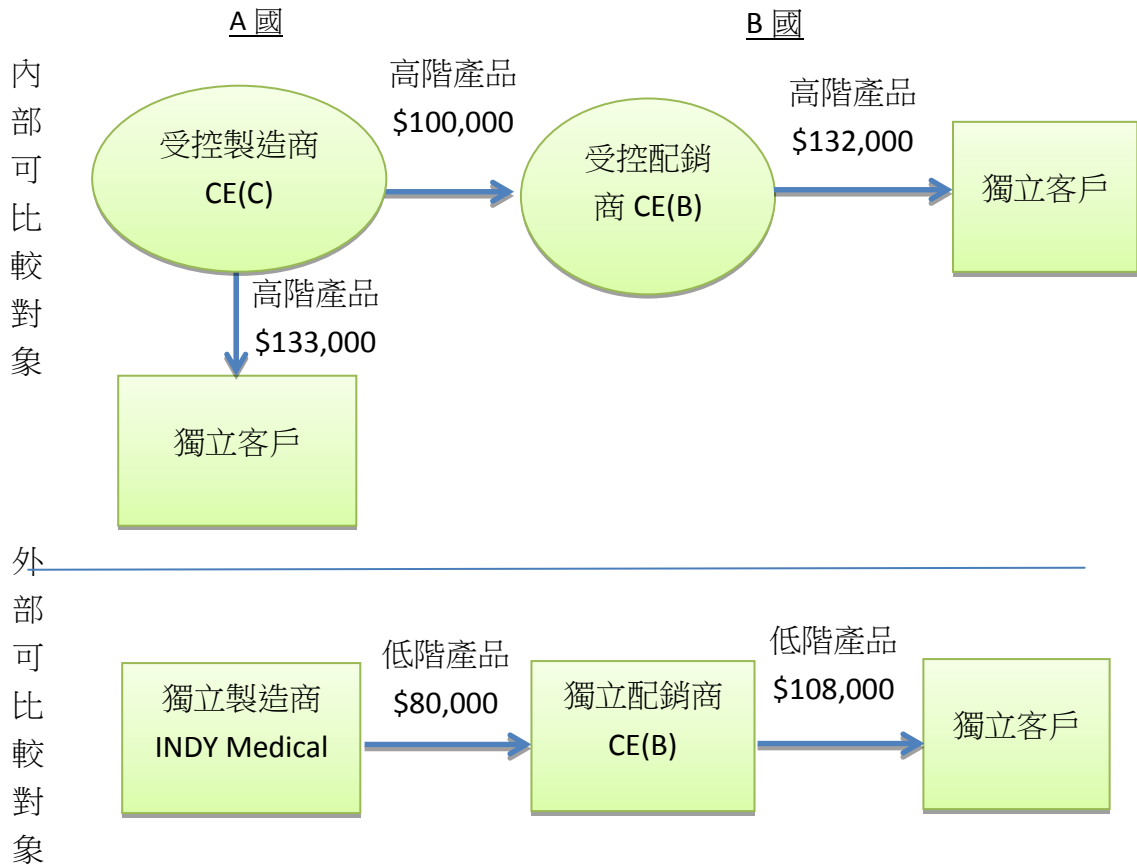 A 國
B 國
內
部
可
比
較
對
象
受控製造商
CE(C)
高階產品
$100,000
受控配銷
商 CE(B)
高階產品
$132,000
獨立客戶
高階產品
$133,000
獨立客戶
外
部
可
比
較
對
象
獨立製造商
INDY Medical
低階產品
$80,000
獨立配銷商
CE(B)
低階產品
$108,000
獨立客戶